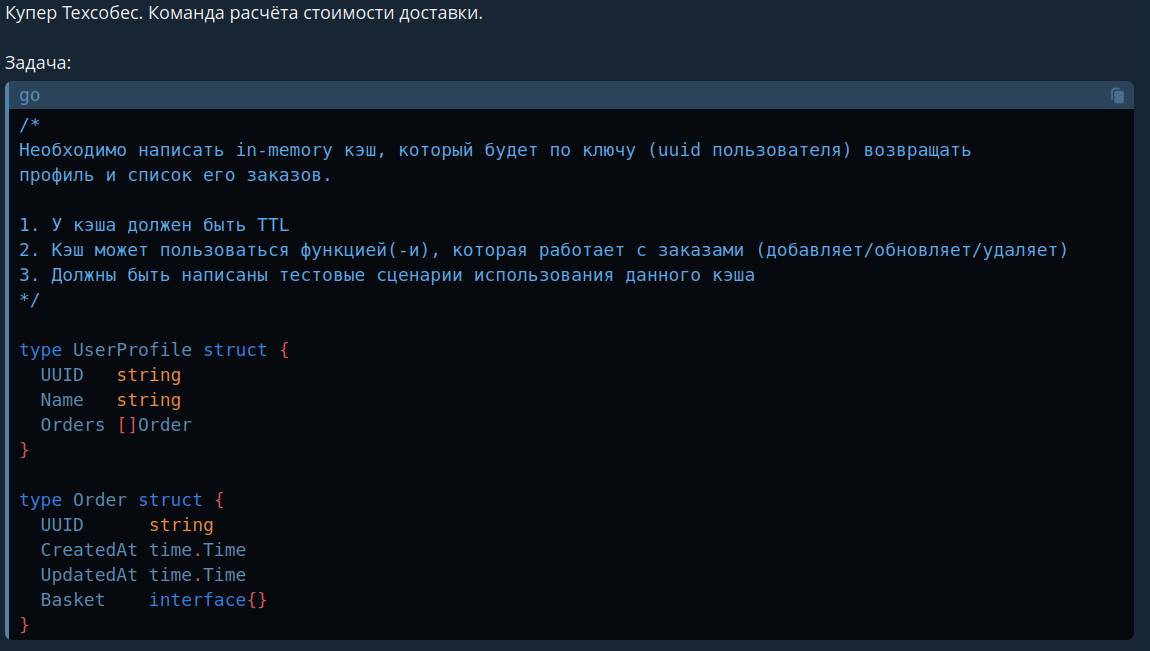 Купер Техсобес. Команда расчёта стоимости доставки.
Задача:
go
/*
Необходимо написать in-memory кэш, который будет по ключу (uuid пользователя) возвращать
профиль и список его заказов.
1. У кэша должен быть TTL
2. Кэш может пользоваться функцией(-и), которая работает с заказами (добавляет/обновляет/удаляет)
3. Должны быть написаны тестовые сценарии использования данного кэша
*/
type UserProfile struct {
  UUID   string
  Name   string
  Orders []Order
}
type Order struct {
  UUID      string
  CreatedAt time.Time
  UpdatedAt time.Time
  Basket    interface{}
}